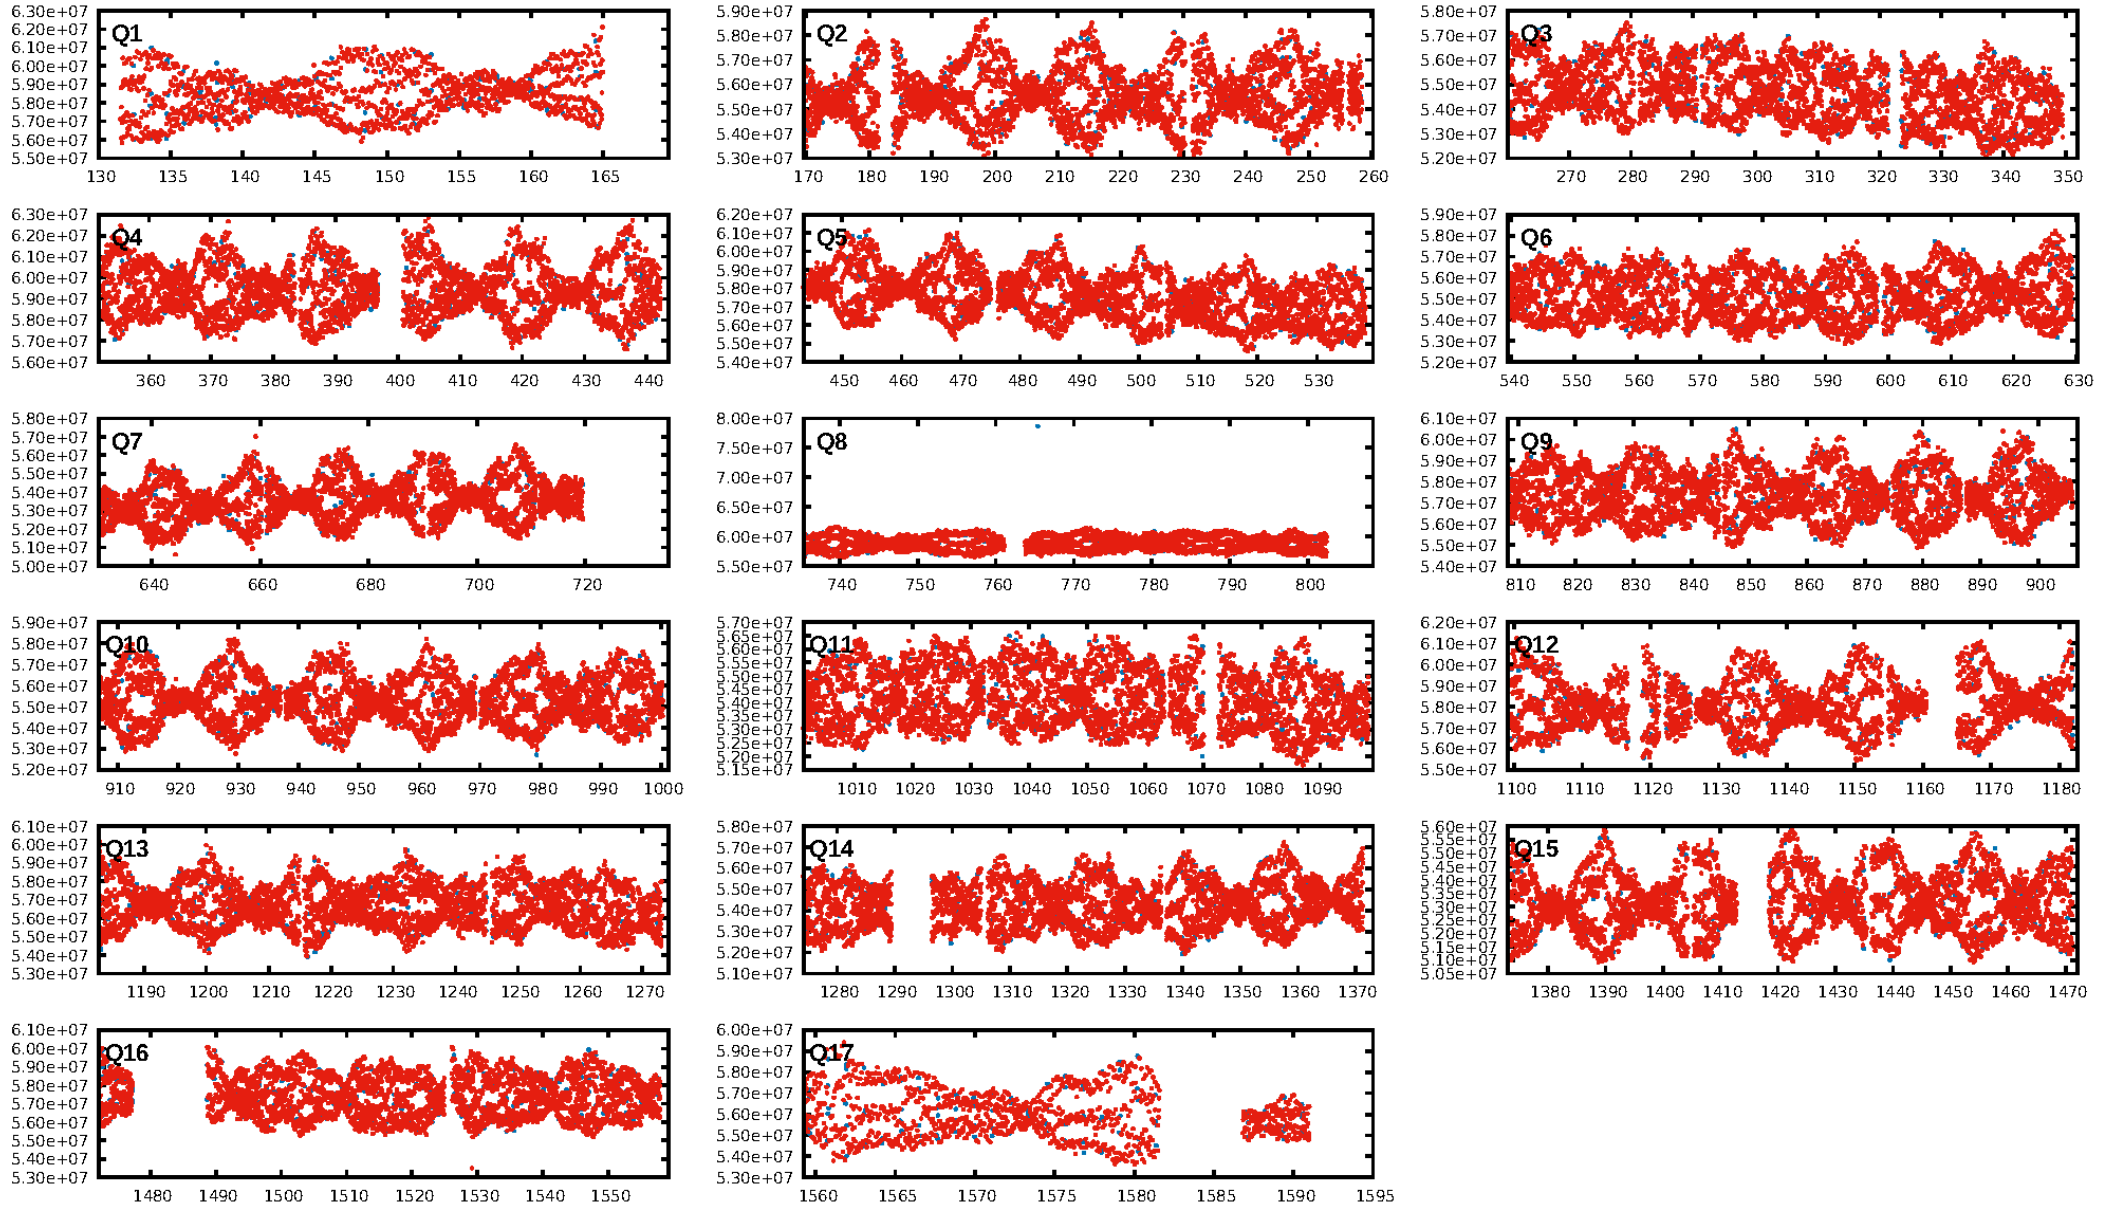 Q1
6.30e+07
6.20e+07
6.10e+07
6.00e+07
5.90e+07
5.80e+07
5.70e+07
5.60e+07
5.50e+07
130 135 140 145 150 155 160 165
Q2
5.90e+07
5.80e+07
5.70e+07
5.60e+07
5.50e+07
5.40e+07
5.30e+07
170 180 190 200 210 220 230 240 250 260
Q3
5.80e+07
5.70e+07
5.60e+07
5.50e+07
5.40e+07
5.30e+07
5.20e+07
270 280 290 300 310 320 330 340 350
Q4
6.30e+07
6.20e+07
6.10e+07
6.00e+07
5.90e+07
5.80e+07
5.70e+07
5.60e+07
360 370 380 390 400 410 420 430 440
Q5
6.20e+07
6.10e+07
6.00e+07
5.90e+07
5.80e+07
5.70e+07
5.60e+07
5.50e+07
5.40e+07
450 460 470 480 490 500 510 520 530
Q6
5.90e+07
5.80e+07
5.70e+07
5.60e+07
5.50e+07
5.40e+07
5.30e+07
5.20e+07
540 550 560 570 580 590 600 610 620 630
Q7
5.80e+07
5.70e+07
5.60e+07
5.50e+07
5.40e+07
5.30e+07
5.20e+07
5.10e+07
5.00e+07
640 660 680 700 720
Q8
8.00e+07
7.50e+07
7.00e+07
6.50e+07
6.00e+07
5.50e+07
740 750 760 770 780 790 800
Q9
6.10e+07
6.00e+07
5.90e+07
5.80e+07
5.70e+07
5.60e+07
5.50e+07
5.40e+07
810 820 830 840 850 860 870 880 890 900
Q10
5.90e+07
5.80e+07
5.70e+07
5.60e+07
5.50e+07
5.40e+07
5.30e+07
5.20e+07
910 920 930 940 950 960 970 980 990 1000
Q11
5.70e+07
5.65e+07
5.60e+07
5.55e+07
5.50e+07
5.45e+07
5.40e+07
5.35e+07
5.30e+07
5.25e+07
5.20e+07
5.15e+07
1010 1020 1030 1040 1050 1060 1070 1080 1090
Q12
6.20e+07
6.10e+07
6.00e+07
5.90e+07
5.80e+07
5.70e+07
5.60e+07
5.50e+07
1100 1110 1120 1130 1140 1150 1160 1170 1180
Q13
6.10e+07
6.00e+07
5.90e+07
5.80e+07
5.70e+07
5.60e+07
5.50e+07
5.40e+07
5.30e+07
1190 1200 1210 1220 1230 1240 1250 1260 1270
Q14
5.80e+07
5.70e+07
5.60e+07
5.50e+07
5.40e+07
5.30e+07
5.20e+07
5.10e+07
1280 1290 1300 1310 1320 1330 1340 1350 1360 1370
Q15
5.60e+07
5.55e+07
5.50e+07
5.45e+07
5.40e+07
5.35e+07
5.30e+07
5.25e+07
5.20e+07
5.15e+07
5.10e+07
5.05e+07
1380 1390 1400 1410 1420 1430 1440 1450 1460 1470
Q16
6.10e+07
6.00e+07
5.90e+07
5.80e+07
5.70e+07
5.60e+07
5.50e+07
5.40e+07
5.30e+07
1480 1490 1500 1510 1520 1530 1540 1550
Q17
6.00e+07
5.90e+07
5.80e+07
5.70e+07
5.60e+07
5.50e+07
5.40e+07
5.30e+07
1560 1565 1570 1575 1580 1585 1590 1595